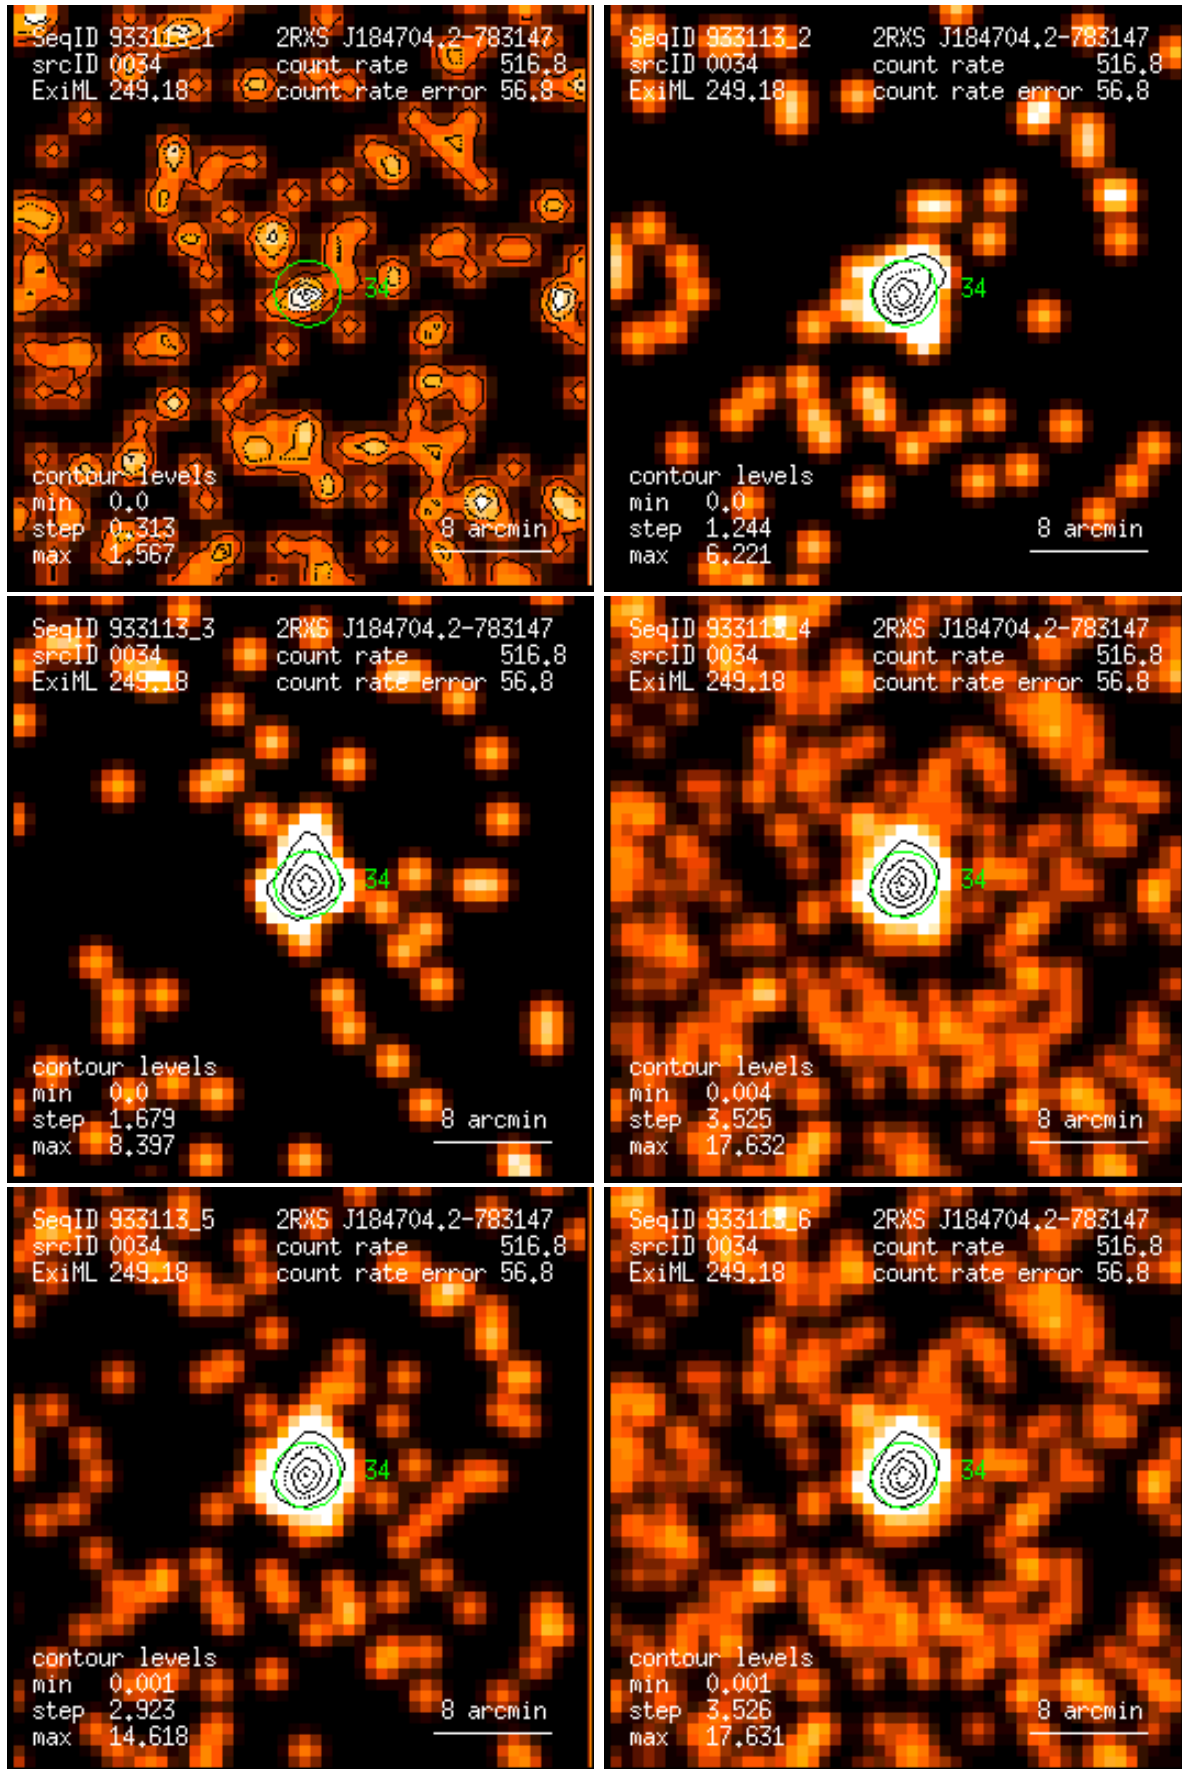 SeqID 933113_1 2RXS J184704.2-783147
srcID 0034 count rate 516.8
ExiML 249.18 count rate error 56.8
34
contour levels
min 0.0
step 0.313 8 arcmin
max 1.567
SeqID 933113_2 2RXS J184704.2-783147
srcID 0034 count rate 516.8
ExiML 249.18 count rate error 56.8
34
contour levels
min 0.0
step 1.244 8 arcmin
max 6.221
SeqID 933113_3 2RXS J184704.2-783147
srcID 0034 count rate 516.8
ExiML 249.18 count rate error 56.8
34
contour levels
min 0.0
step 1.679 8 arcmin
max 8.397
SeqID 933113_4 2RXS J184704.2-783147
srcID 0034 count rate 516.8
ExiML 249.18 count rate error 56.8
34
contour levels
min 0.004
step 3.525 8 arcmin
max 17.632
SeqID 933113_5 2RXS J184704.2-783147
srcID 0034 count rate 516.8
ExiML 249.18 count rate error 56.8
34
contour levels
min 0.001
step 2.923 8 arcmin
max 14.618
SeqID 933113_6 2RXS J184704.2-783147
srcID 0034 count rate 516.8
ExiML 249.18 count rate error 56.8
34
contour levels
min 0.001
step 3.526 8 arcmin
max 17.631